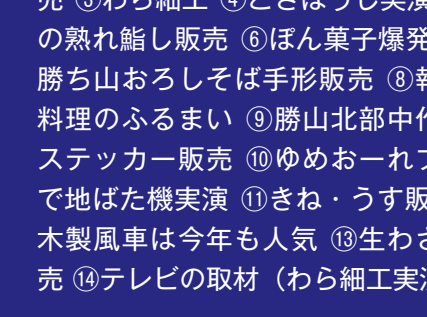 売 ③わら細工 ④ときぼうし実演
の熟れ鮨し販売 ⑥ぽん菓子爆発
勝ち山おろしそば手形販売 ⑧
料理のふるまい ⑨勝山北部中作
ステッカー販売 ⑩ゆめおーれ
で地ばた機実演 ⑪きね・うす販
木製風車は今年も人気 ⑬生わさ
売 ⑭テレビの取材（わら細工実演